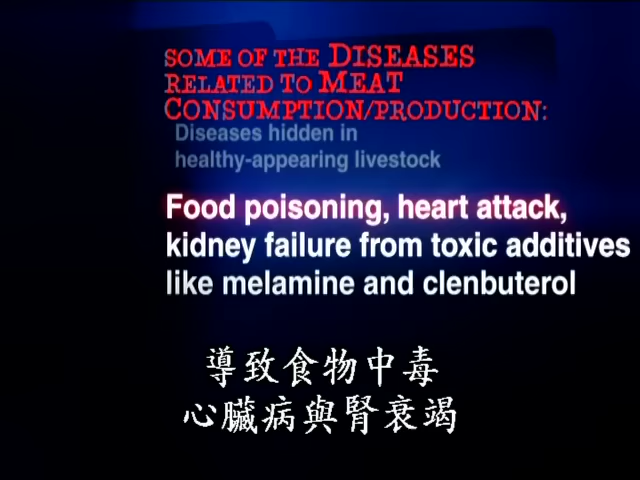 SOME OF THE DISEASES
RELATED TO MEAT
CONSUMPTION/PRODUCTION:
Diseases hidden in
healthy-appearing livestock
Food poisoning, heart attack,
kidney failure from toxic additives
like melamine and clenbuterol
導致食物中毒
心臟病與腎衰竭